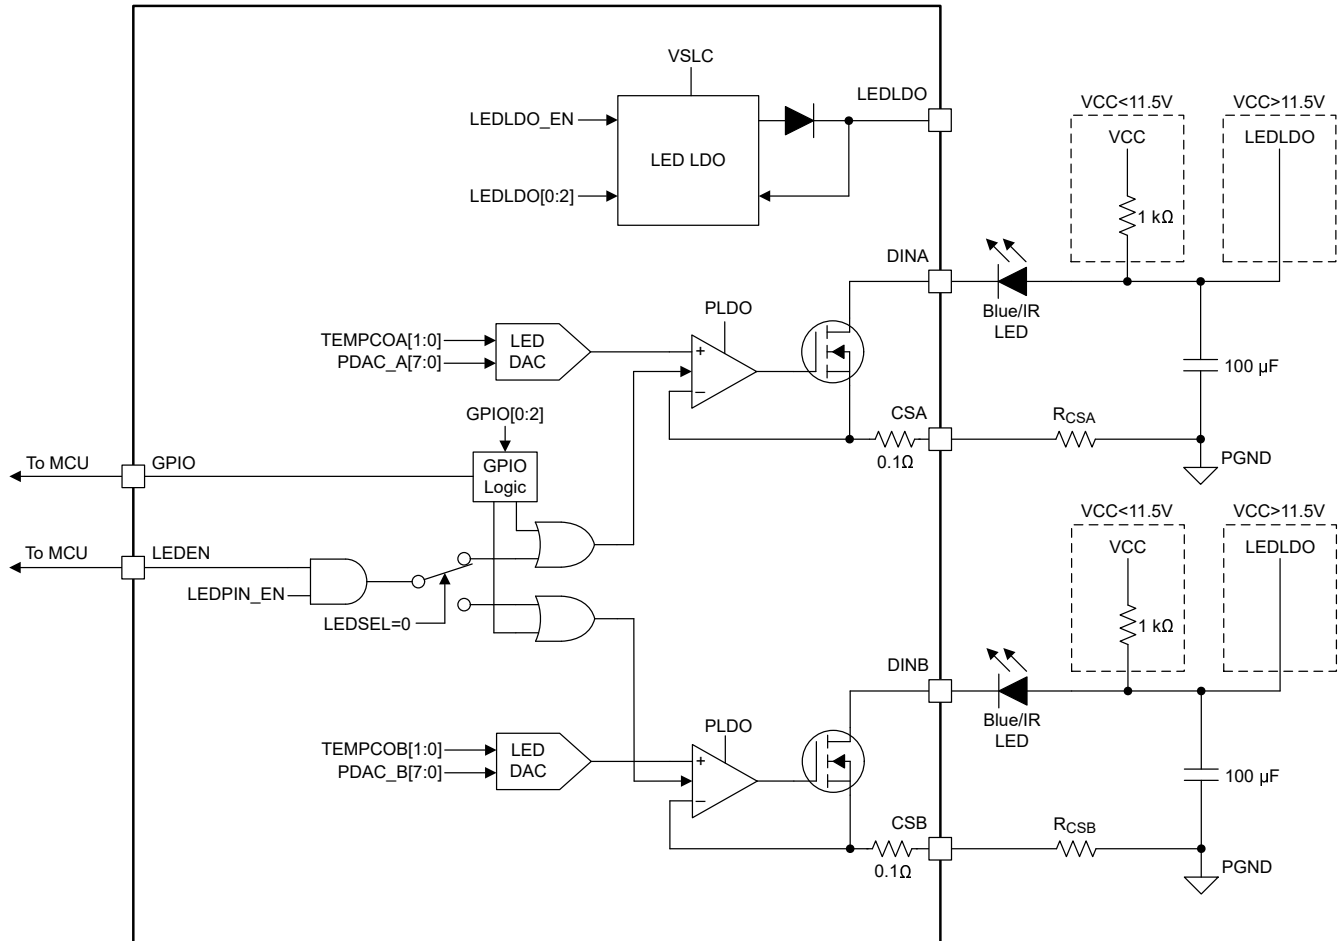 VSLC
LEDLDO
LEDLDO_EN
LED LDO
LEDLDO[0:2]
VCC<11.5V
VCC>11.5V
VCC
LEDLDO
1 kΩ
DINA
Blue/IR
LED
PLDO
TEMPCOA[1:0]
PDAC_A[7:0]
LED
DAC
+
−
100 µF
GPIO[0:2]
CSA
RCSA
0.1Ω
PGND
To MCU
GPIO
GPIO
Logic
VCC<11.5V
VCC>11.5V
To MCU
LEDEN
VCC
LEDLDO
LEDPIN_EN
LEDSEL=0
1 kΩ
DINB
Blue/IR
LED
PLDO
TEMPCOB[1:0]
PDAC_B[7:0]
LED
DAC
+
−
100 µF
CSB
RCSB
0.1Ω
PGND